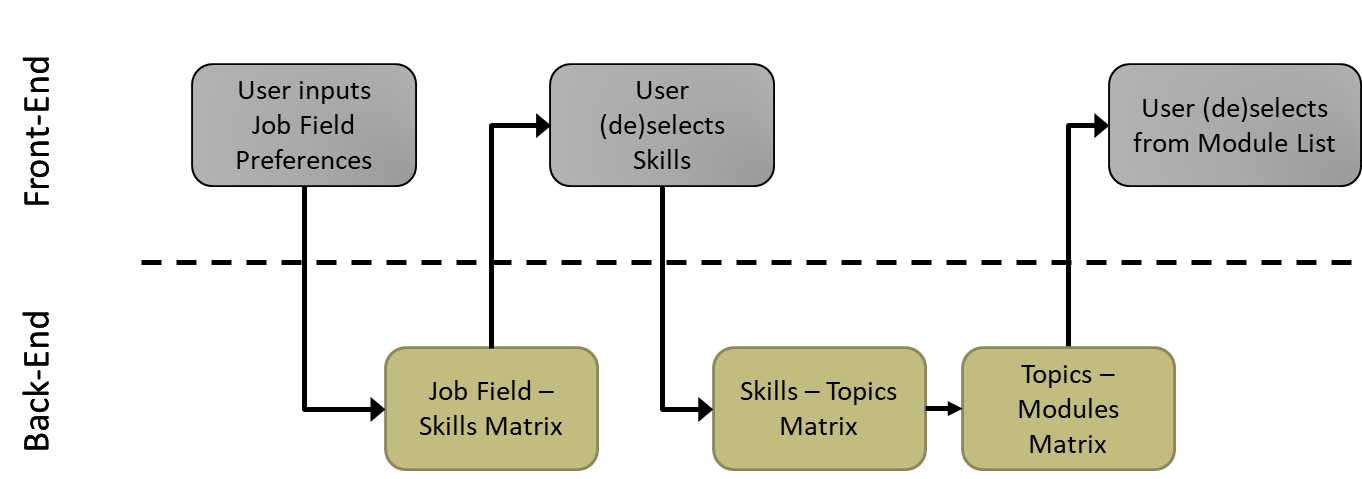 Front-End
User inputs
Job Field
Preferences
User
(de)selects
Skills
User (de)selects
from Module List
Back-End
Job Field –
Skills Matrix
Skills – Topics
Matrix
Topics –
Modules
Matrix